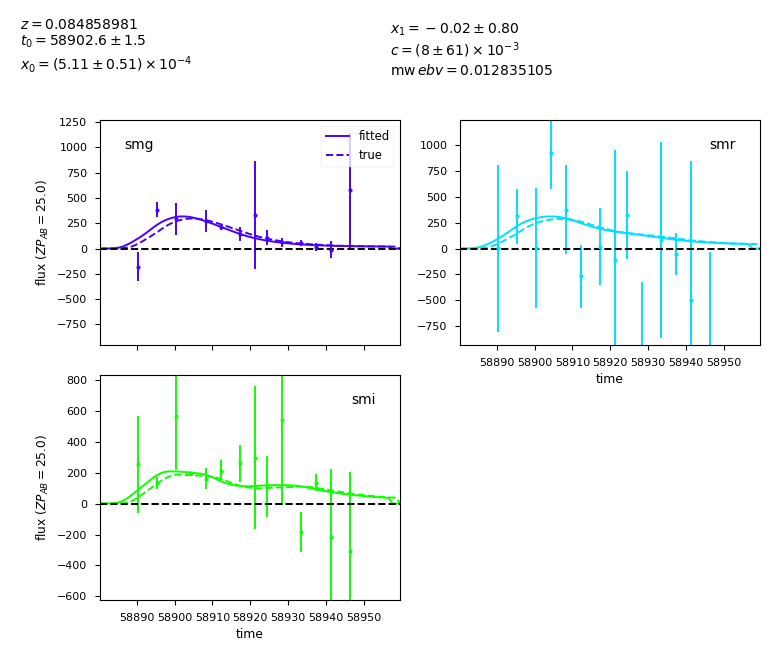 z = 0.084858981
t₀ = 58902.6 ± 1.5
x₀ = (5.11 ± 0.51) × 10⁻⁴
x₁ = −0.02 ± 0.80
c = (8 ± 61) × 10⁻³
mw ebv = 0.012835105
smg
fitted
true
1250
1000
750
500
250
0
−250
−500
−750
flux (ZP_AB = 25.0)
smr
1000
750
500
250
0
−250
−500
−750
58890 58900 58910 58920 58930 58940 58950
time
smi
800
600
400
200
0
−200
−400
−600
flux (ZP_AB = 25.0)
58890 58900 58910 58920 58930 58940 58950
time